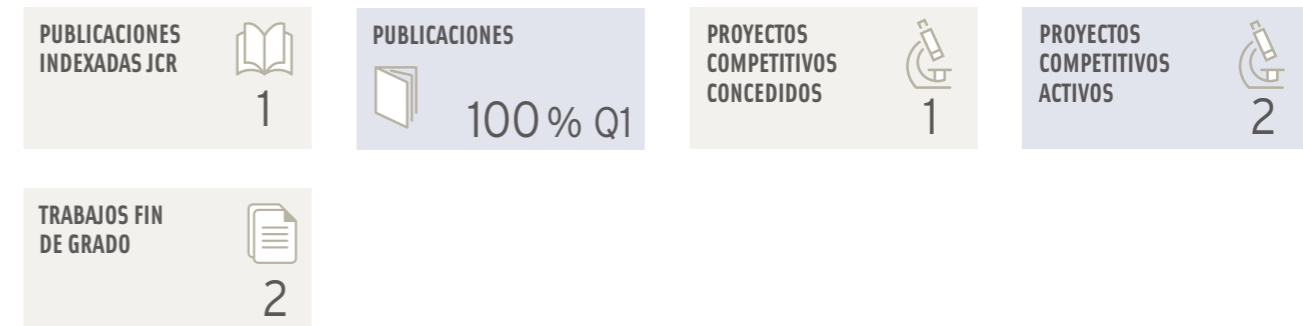 PUBLICACIONES
INDEXADAS JCR
1
PUBLICACIONES
100 % Q1
PROYECTOS
COMPETITIVOS
CONCEDIDOS
1
PROYECTOS
COMPETITIVOS
ACTIVOS
2
TRABAJOS FIN
DE GRADO
2